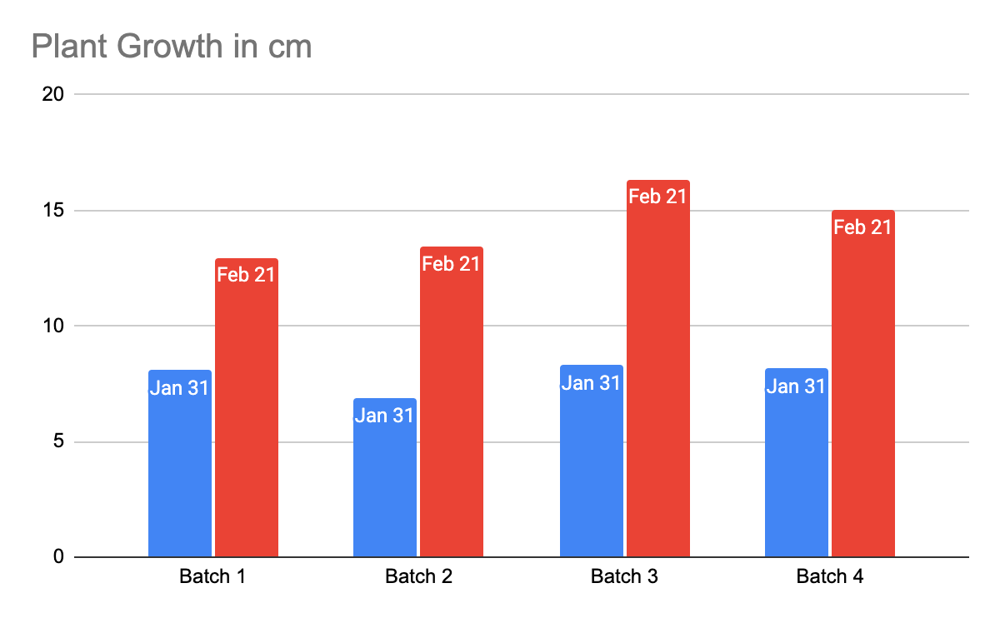 Plant Growth in cm
20
15
10
5
0
Jan 31
Feb 21
Jan 31
Feb 21
Jan 31
Feb 21
Jan 31
Feb 21
Batch 1
Batch 2
Batch 3
Batch 4